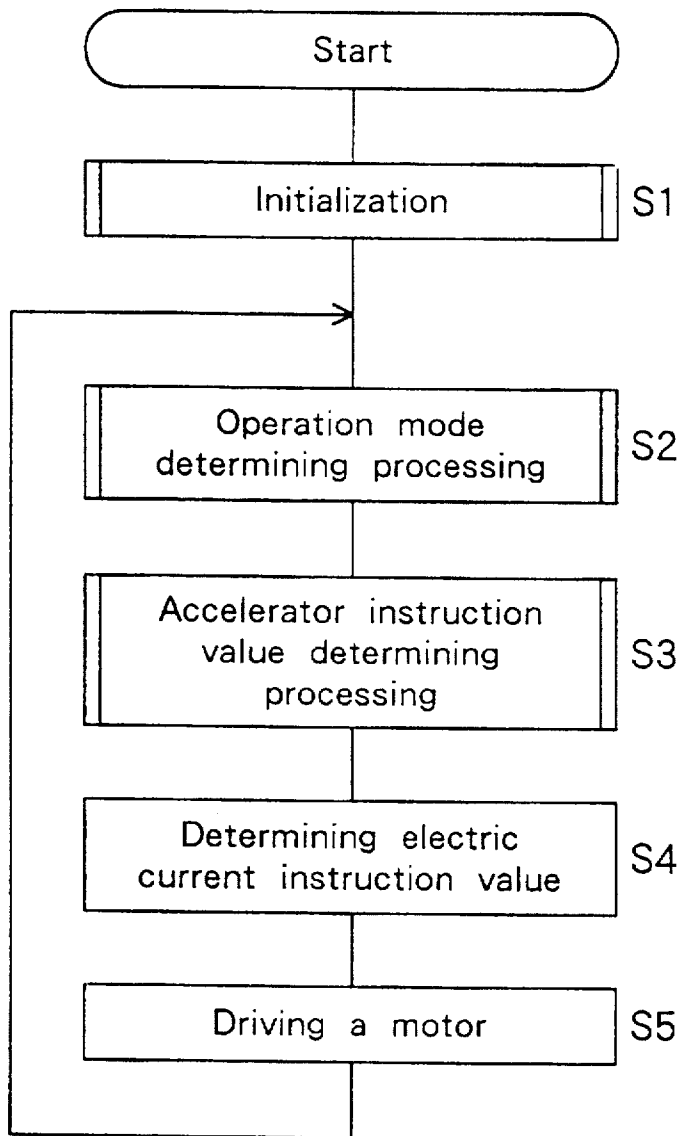 Start
Initialization
S1
Operation mode
determining processing
S2
Accelerator instruction
value determining
processing
S3
Determining electric
current instruction value
S4
Driving a motor
S5